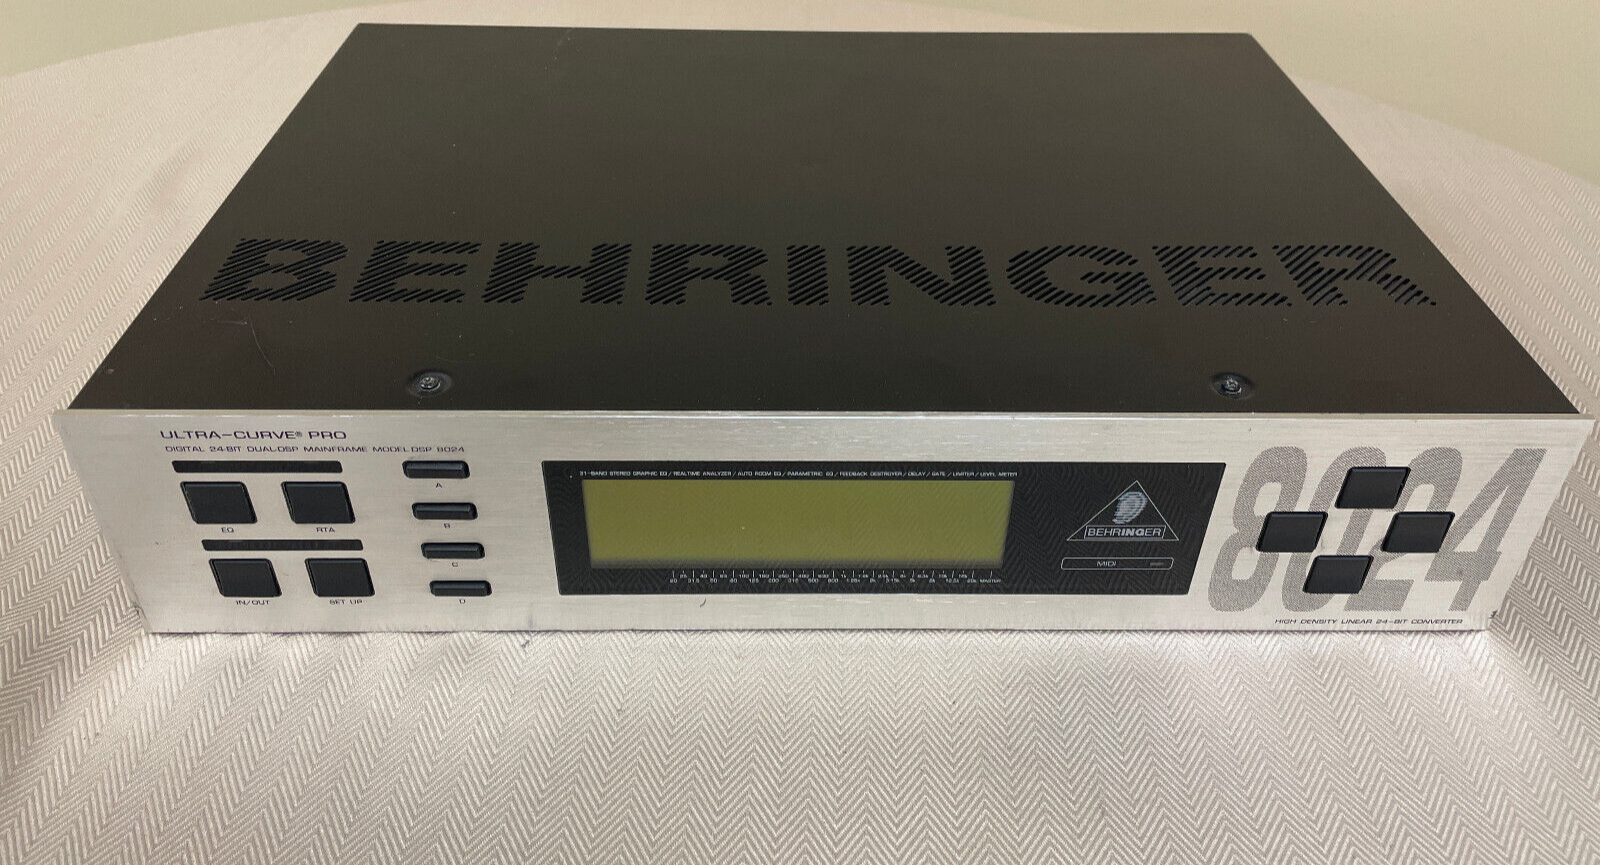 BEHRINGER
ULTRA-CURVE® PRO
DIGITAL 24-BIT DUAL-DSP MAINFRAME MODEL DSP 8024
EQ
RTA
IN/OUT
SET UP
A
B
C
D
31-BAND STEREO GRAPHIC EQ / REALTIME ANALYZER / AUTO ROOM EQ / PARAMETRIC EQ / FEEDBACK DESTROYER / DELAY / GATE / LIMITER / LEVEL METER
MASTER
BEHRINGER
MIDI
8024
HIGH DENSITY LINEAR 24-BIT CONVERTER